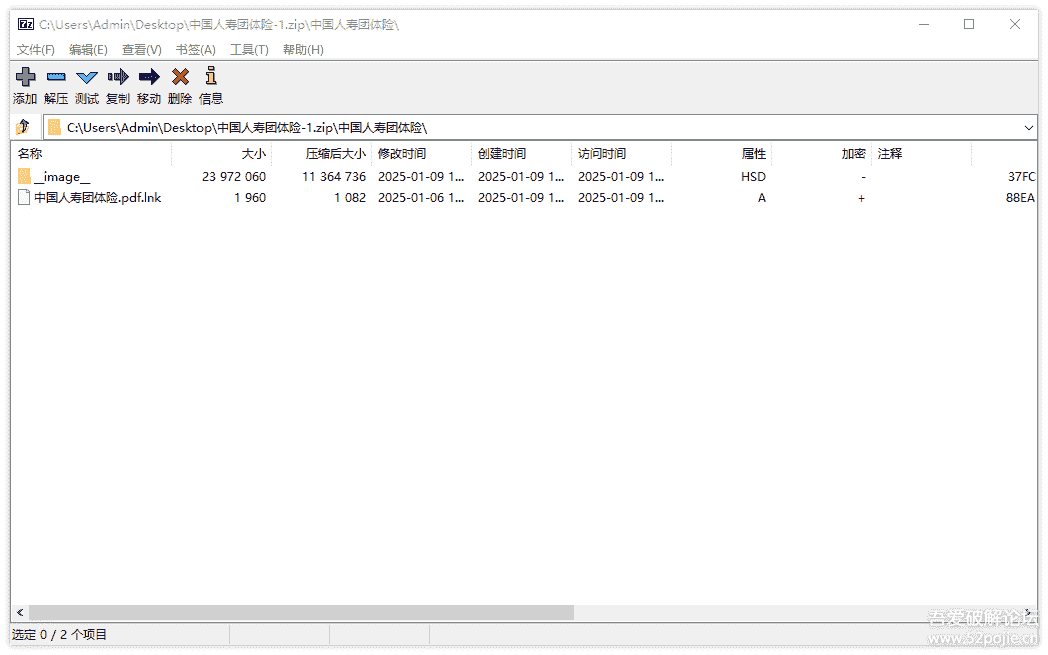 C:\Users\Admin\Desktop\中国人寿团体险-1.zip\中国人寿团体险\
文件(F) 编辑(E) 查看(V) 书签(A) 工具(T) 帮助(H)
添加 解压 测试 复制 移动 删除 信息
C:\Users\Admin\Desktop\中国人寿团体险-1.zip\中国人寿团体险\
名称 大小 压缩后大小 修改时间 创建时间 访问时间 属性 加密 注释
__image__ 23 972 060 11 364 736 2025-01-09 1... 2025-01-09 1... 2025-01-09 1... HSD - 37FC
中国人寿团体险.pdf.lnk 1 960 1 082 2025-01-06 1... 2025-01-09 1... 2025-01-09 1... A + 88EA
选定 0 / 2 个项目
吾爱破解论坛
www.52pojie.cn